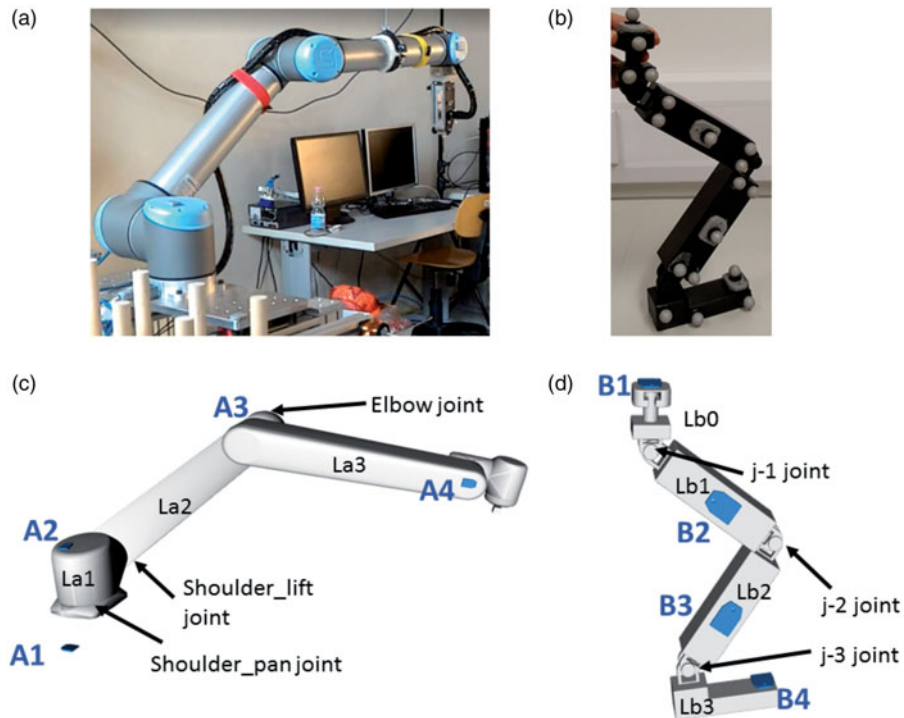 (a)
(b)
(c)
A3
Elbow joint
La3
La2
A4
A2
La1
Shoulder_lift
joint
A1
Shoulder_pan joint
(d)
B1
Lb0
j-1 joint
Lb1
B2
B3
Lb2
j-2 joint
j-3 joint
Lb3
B4